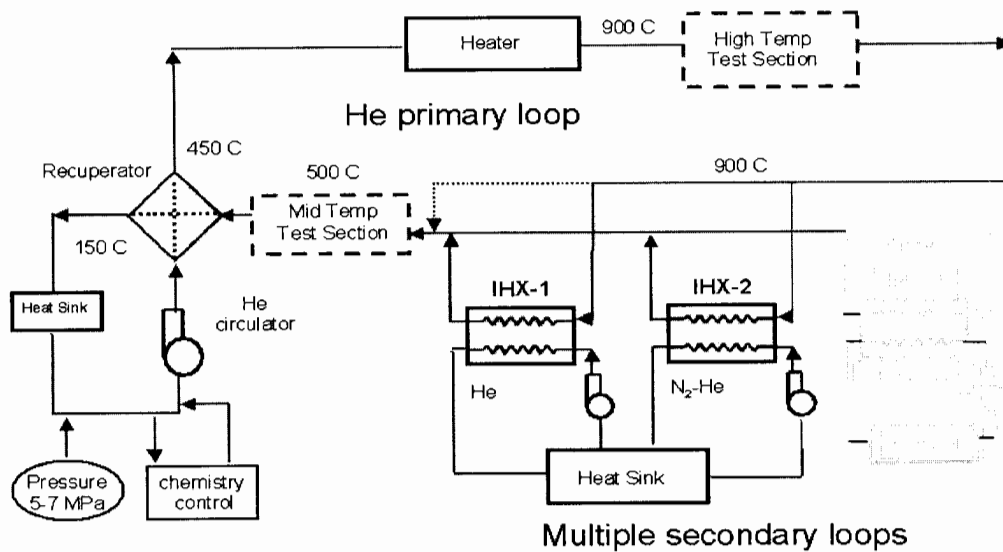 Heater
900 C
High Temp
Test Section
He primary loop
450 C
Recuperator
500 C
900 C
Mid Temp
Test Section
150 C
Heat Sink
He
circulator
IHX-1
IHX-2
He
N₂-He
Pressure
5-7 MPa
chemistry
control
Heat Sink
Multiple secondary loops